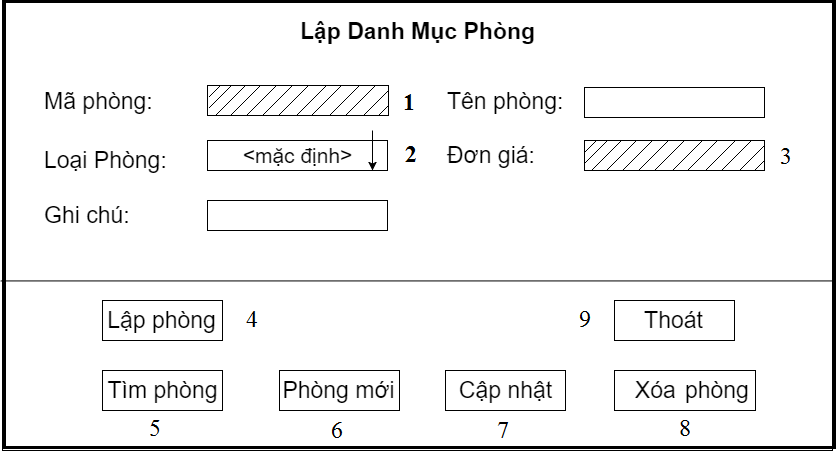 Lập Danh Mục Phòng
Mã phòng: 1 Tên phòng:
Loại Phòng: <mặc định> 2 Đơn giá: 3
Ghi chú:
Lập phòng 4 9 Thoát
Tìm phòng Phòng mới Cập nhật Xóa phòng
5 6 7 8